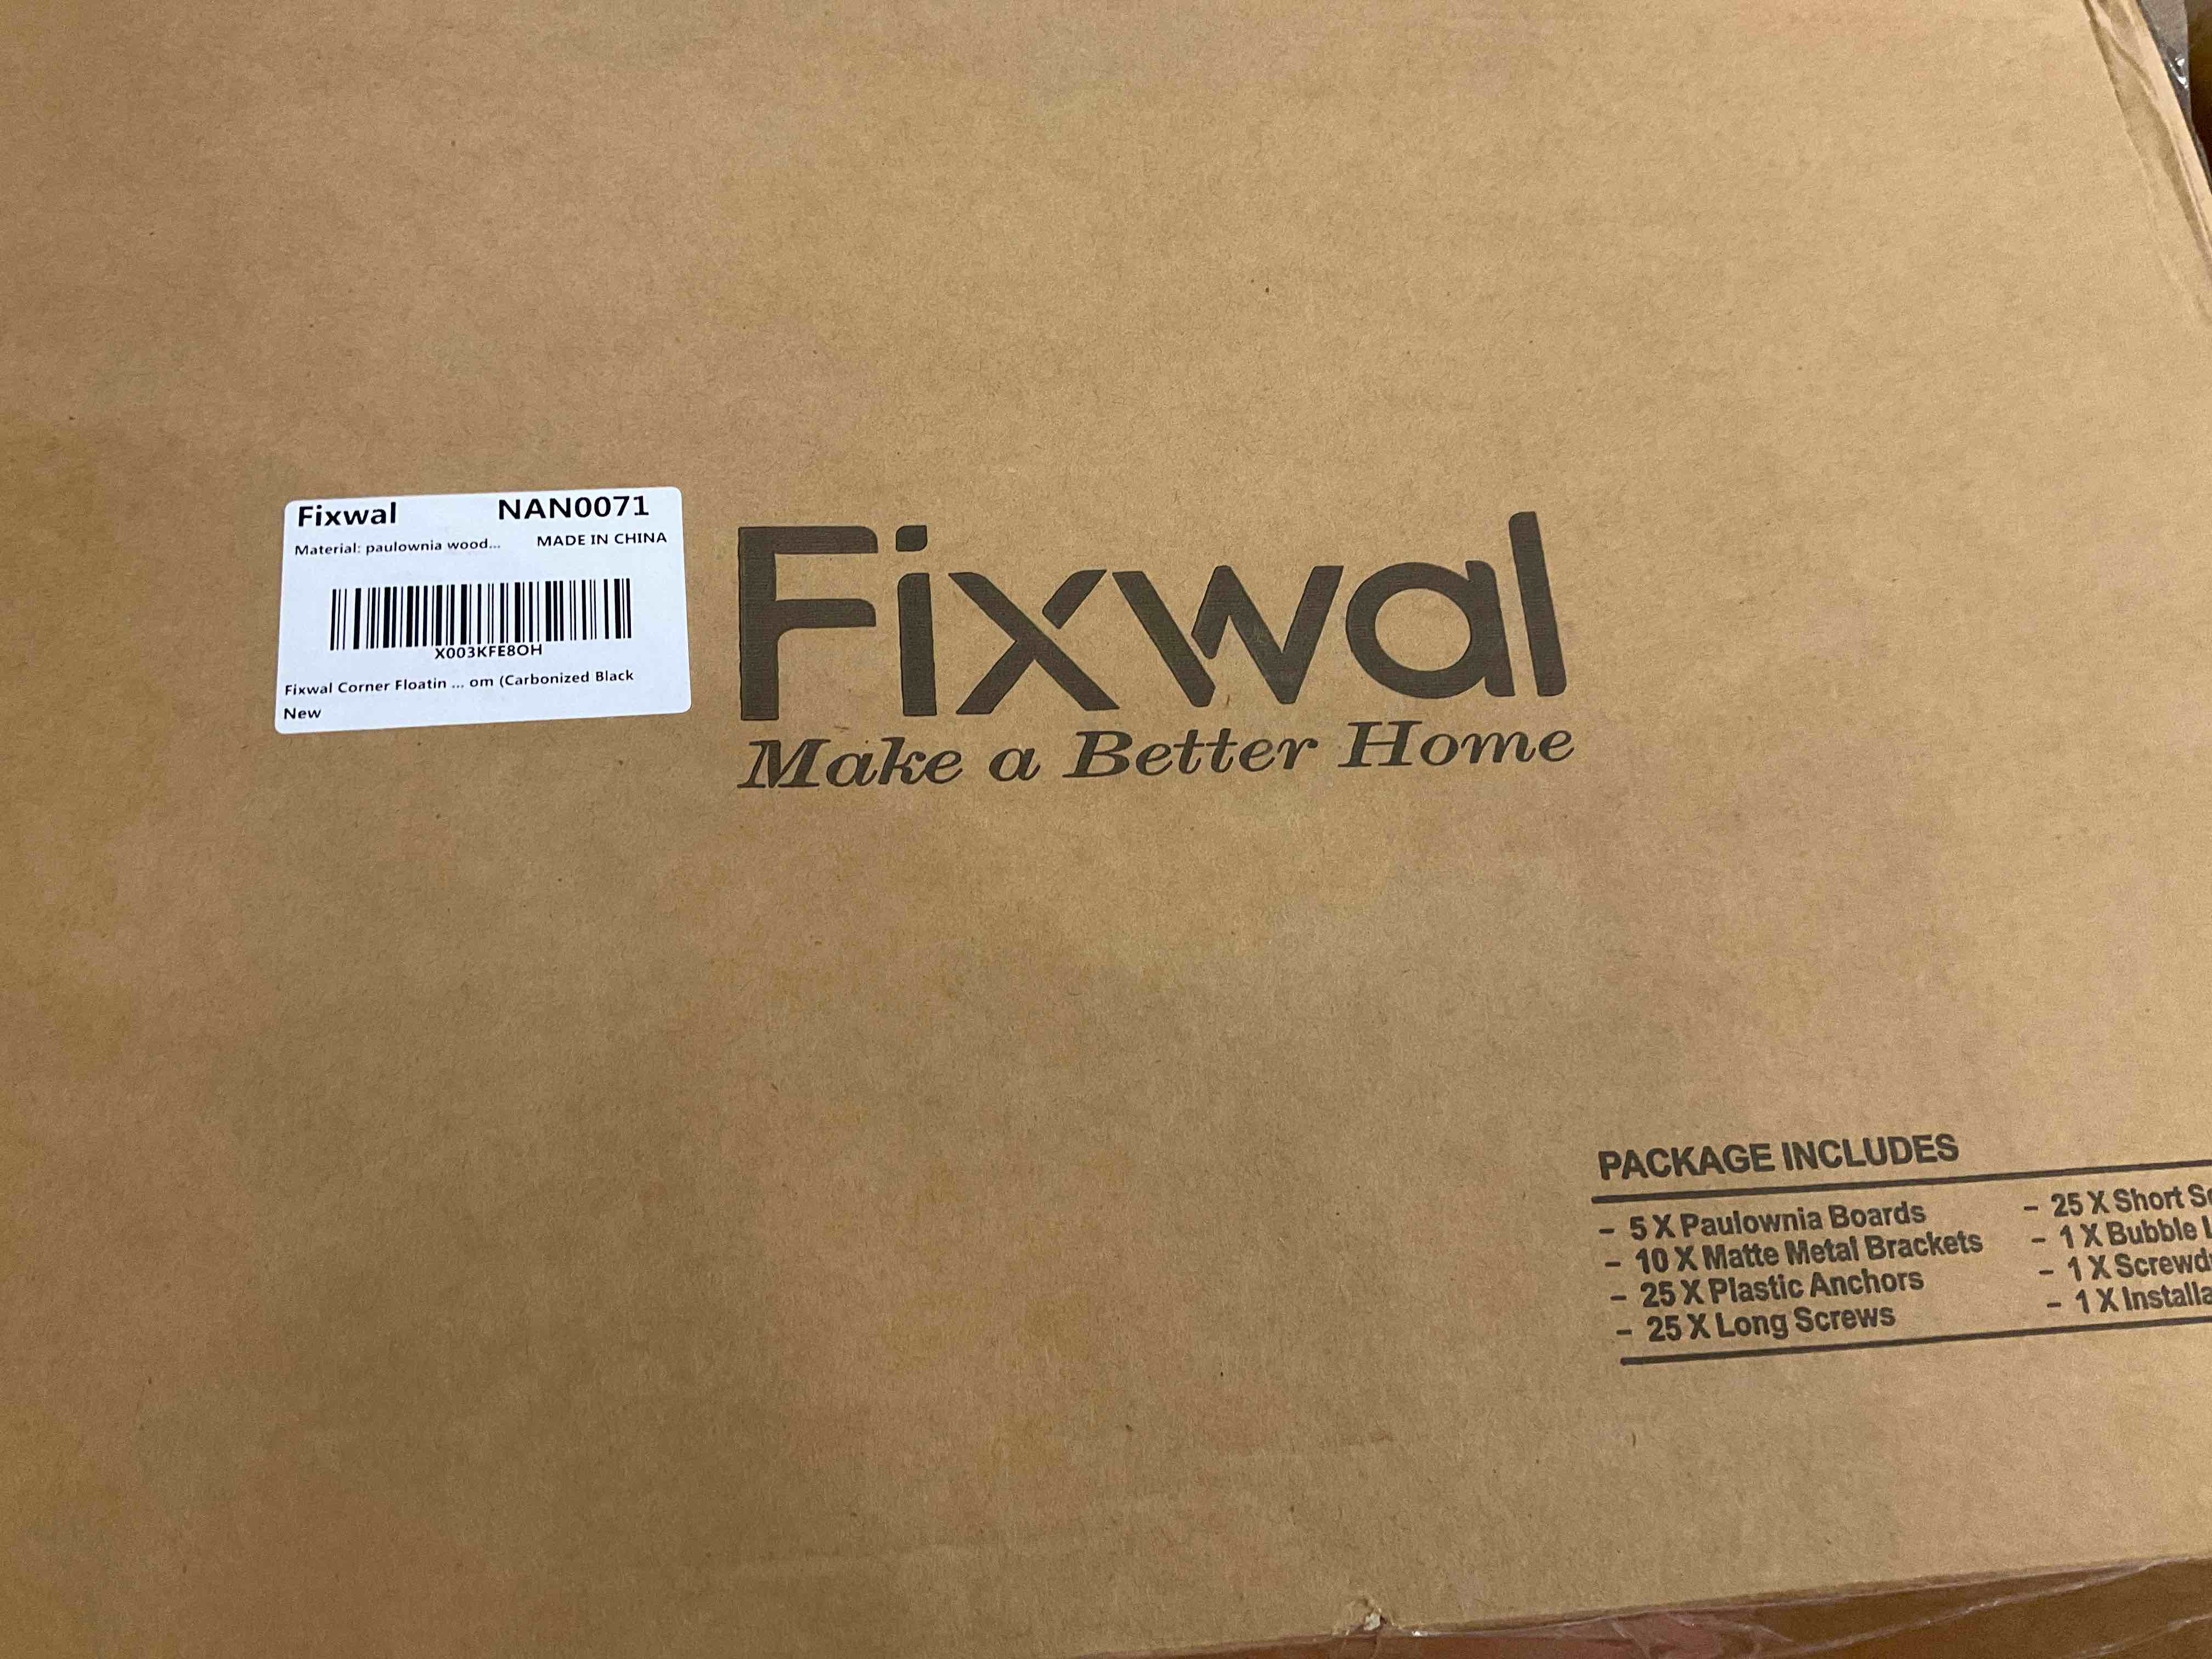 Fixwal NAN0071
Material: paulownia wood... MADE IN CHINA
X003KFE8OH
Fixwal Corner Floatin ... om (Carbonized Black
New
Fixwal
Make a Better Home
PACKAGE INCLUDES
- 5 X Paulownia Boards
- 10 X Matte Metal Brackets
- 25 X Plastic Anchors
- 25 X Long Screws
- 25 X Short
- 1 X Bubble
- 1 X
- 1 X